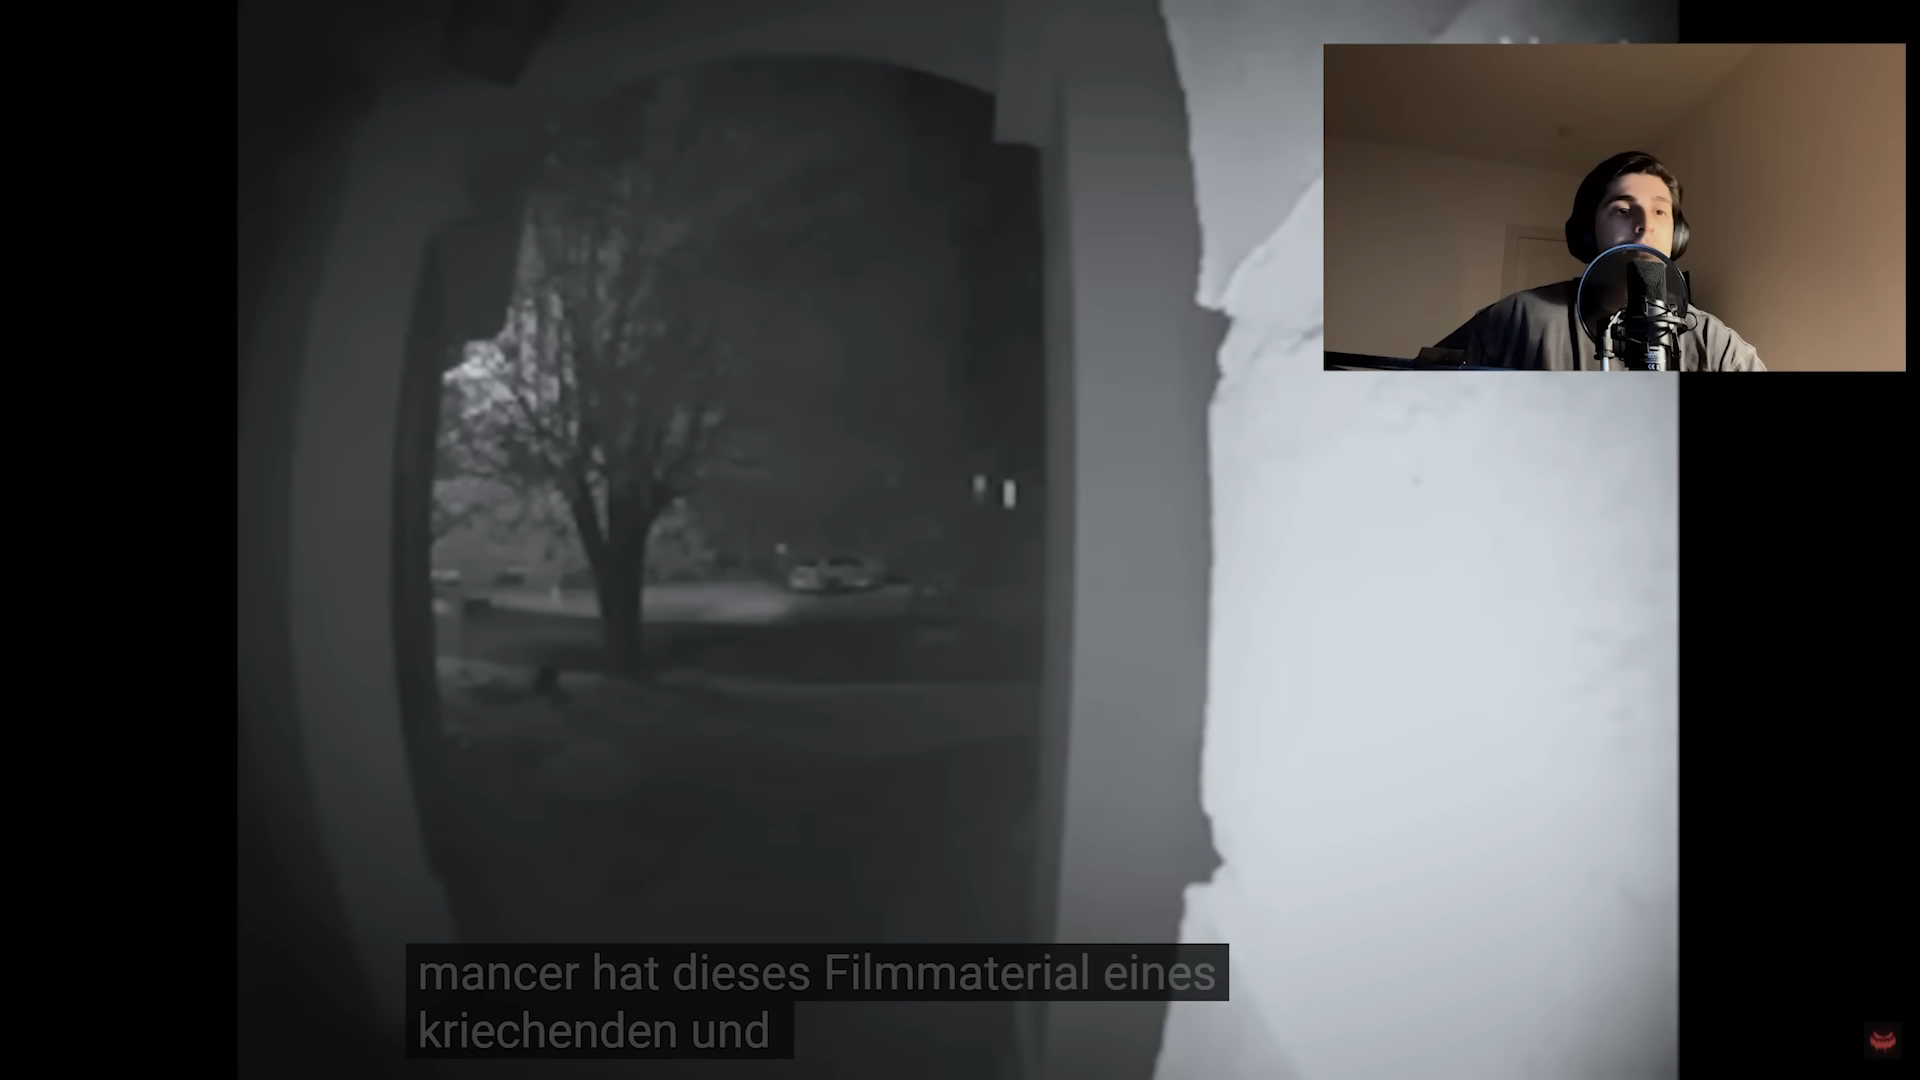 mancer hat dieses Filmmaterial eines
kriechenden und